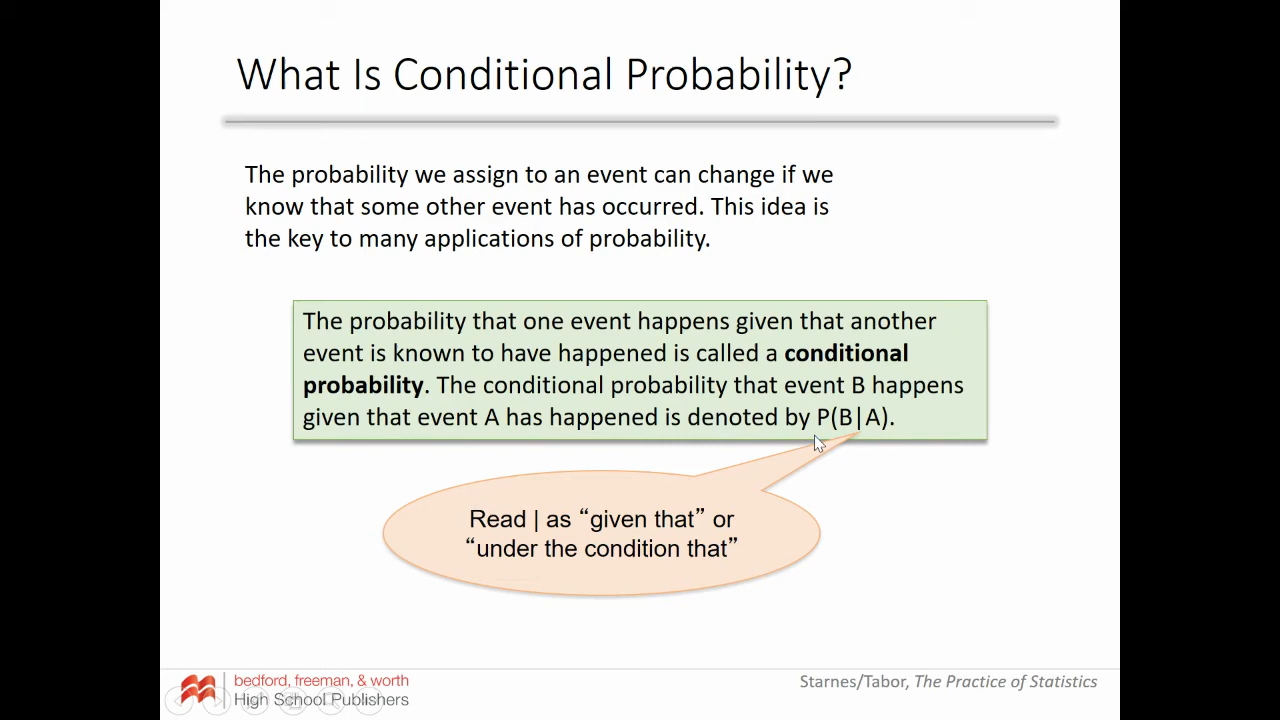 What Is Conditional Probability?
The probability we assign to an event can change if we
know that some other event has occurred. This idea is
the key to many applications of probability.
The probability that one event happens given that another
event is known to have happened is called a conditional
probability. The conditional probability that event B happens
given that event A has happened is denoted by P(B|A).
Read | as “given that” or
“under the condition that”
bedford, freeman, & worth
High School Publishers
Starnes/Tabor, The Practice of Statistics